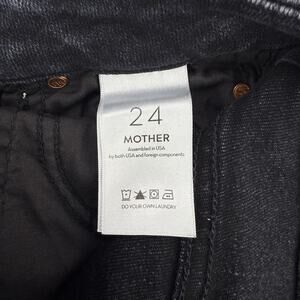 24
MOTHER
Assembled in USA
by both USA and foreign components
DO YOUR OWN LAUNDRY